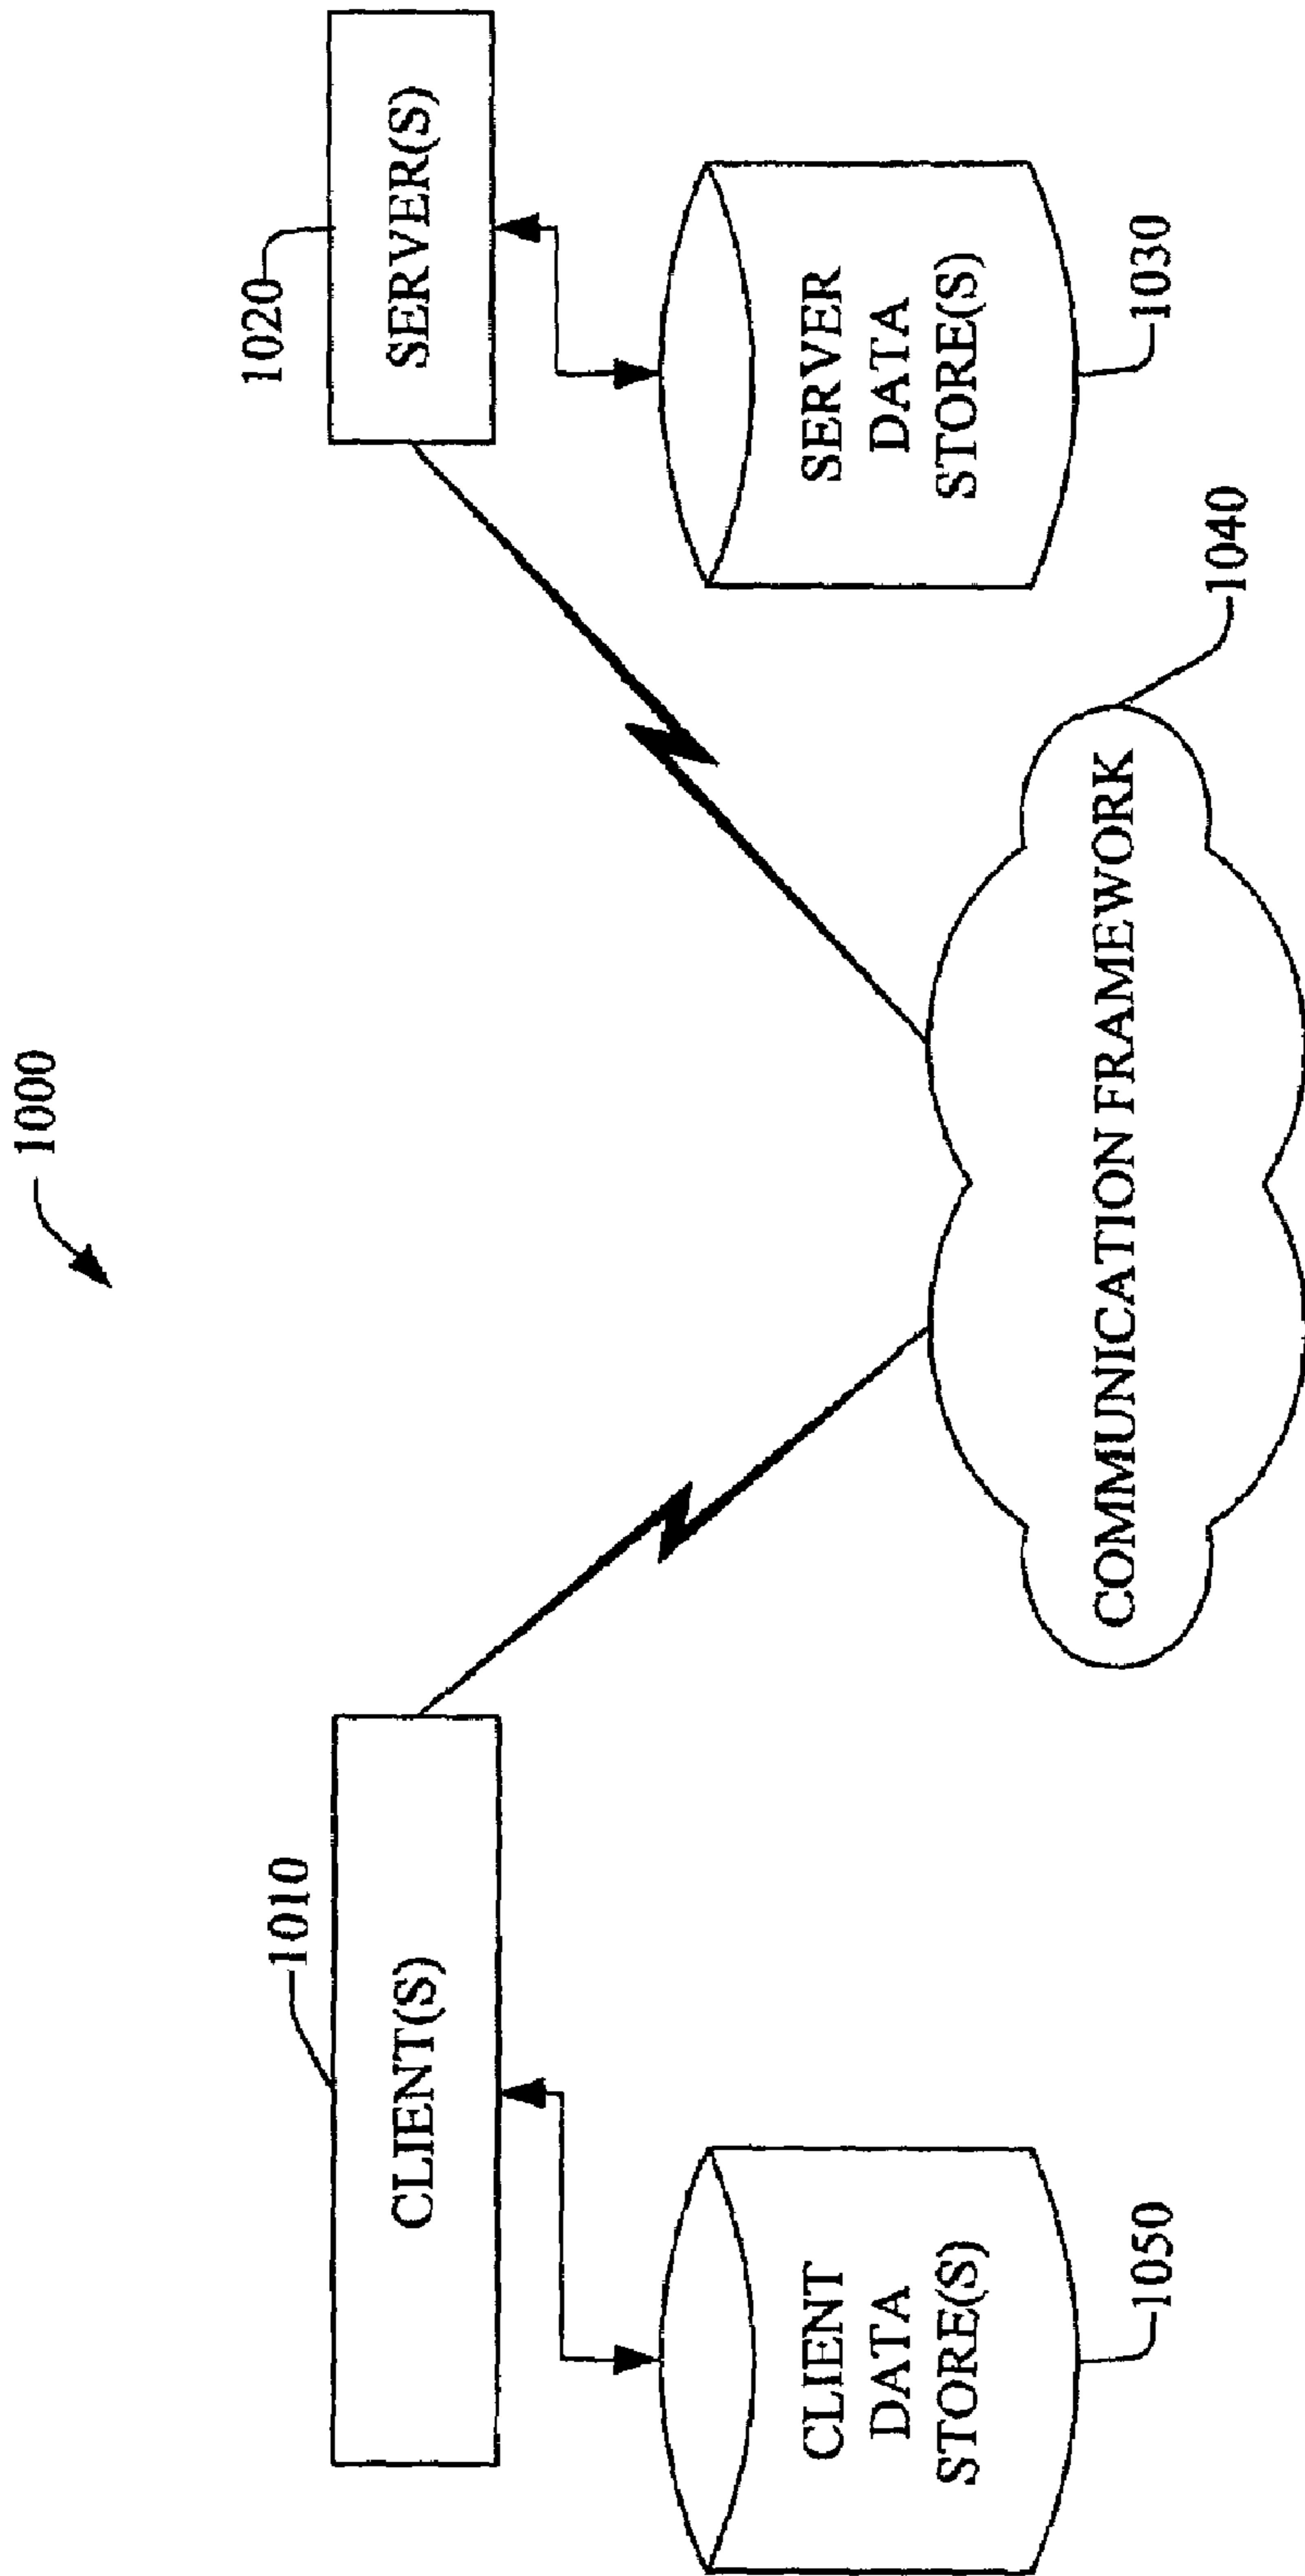 1000
1010
1020
CLIENT(S)
SERVER(S)
CLIENT
DATA
STORE(S)
SERVER
DATA
STORE(S)
1050
1030
1040
COMMUNICATION FRAMEWORK